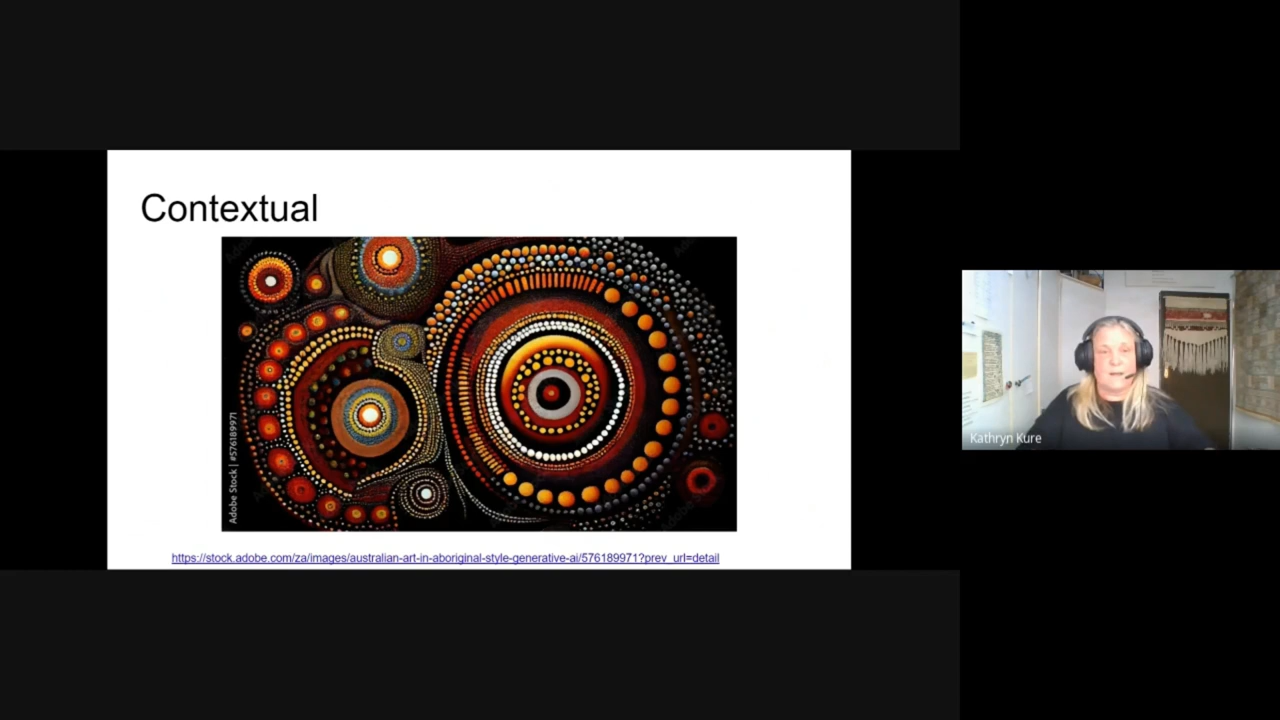 Contextual
Adobe Stock | #576189971
https://stock.adobe.com/za/images/australian-art-in-aboriginal-style-generative-ai/576189971?prev_url=detail
Kathryn Kure